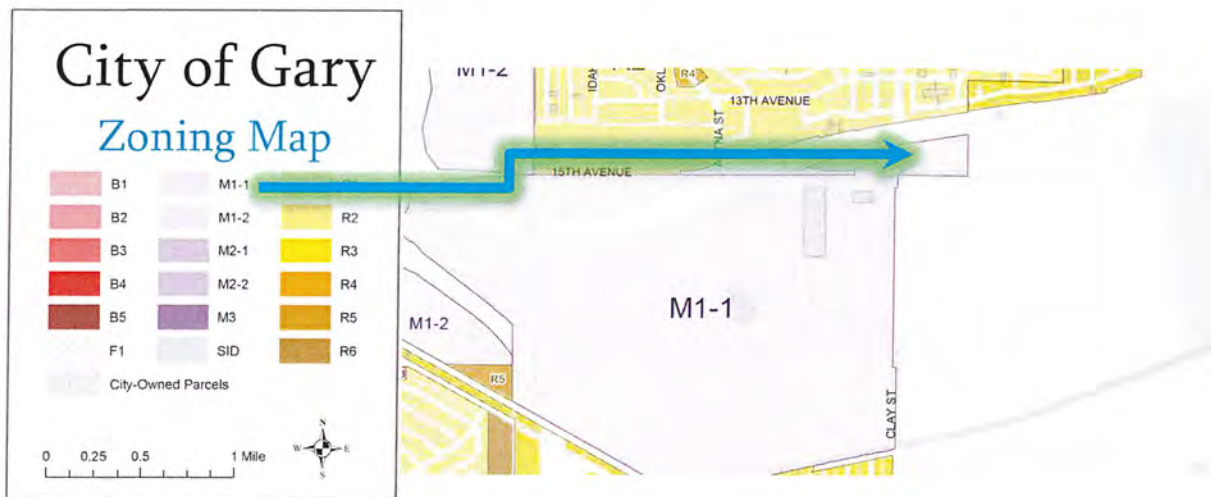 City of Gary
Zoning Map
B1
M1-1
B2
M1-2
R2
B3
M2-1
R3
B4
M2-2
R4
B5
M3
R5
F1
SID
R6
City-Owned Parcels
0 0.25 0.5 1 Mile
N
W E
S
M1-2
R4
13TH AVENUE
15TH AVENUE
M1-1
M1-2
R5
CLAY ST